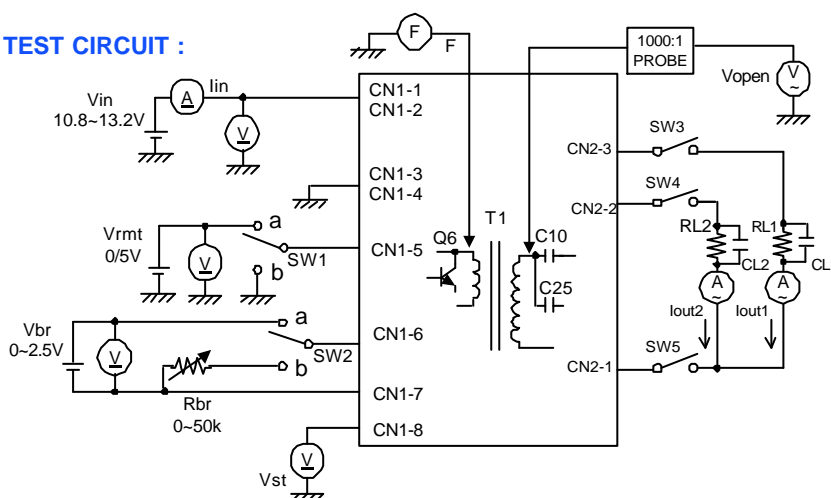 TEST CIRCUIT :
F
F
1000:1
PROBE
Vopen
V
~
Vin
10.8~13.2V
A
Iin
V
CN1-1
CN1-2
CN1-3
CN1-4
CN2-3
SW3
SW4
CN2-2
T1
Q6
C10
C25
RL2
RL1
CL2
CL
A
~
A
~
Iout2
Iout1
Vrmt
0/5V
V
a
b
SW1
CN1-5
Vbr
0~2.5V
V
a
b
SW2
CN1-6
Rbr
0~50k
CN1-7
CN2-1
SW5
CN1-8
Vst
V